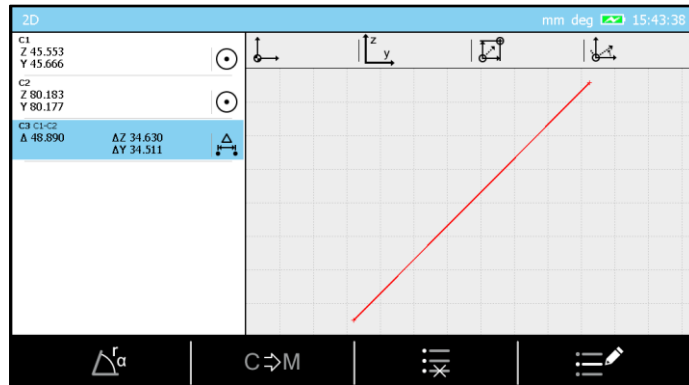 2D
mm deg 15:43:38
C1
Z 45.553
Y 45.666
C2
Z 80.183
Y 80.177
C3 C1-C2
Δ 48.890 ΔZ 34.630
ΔY 34.511
Δ
z
y
r
α
C⇨M